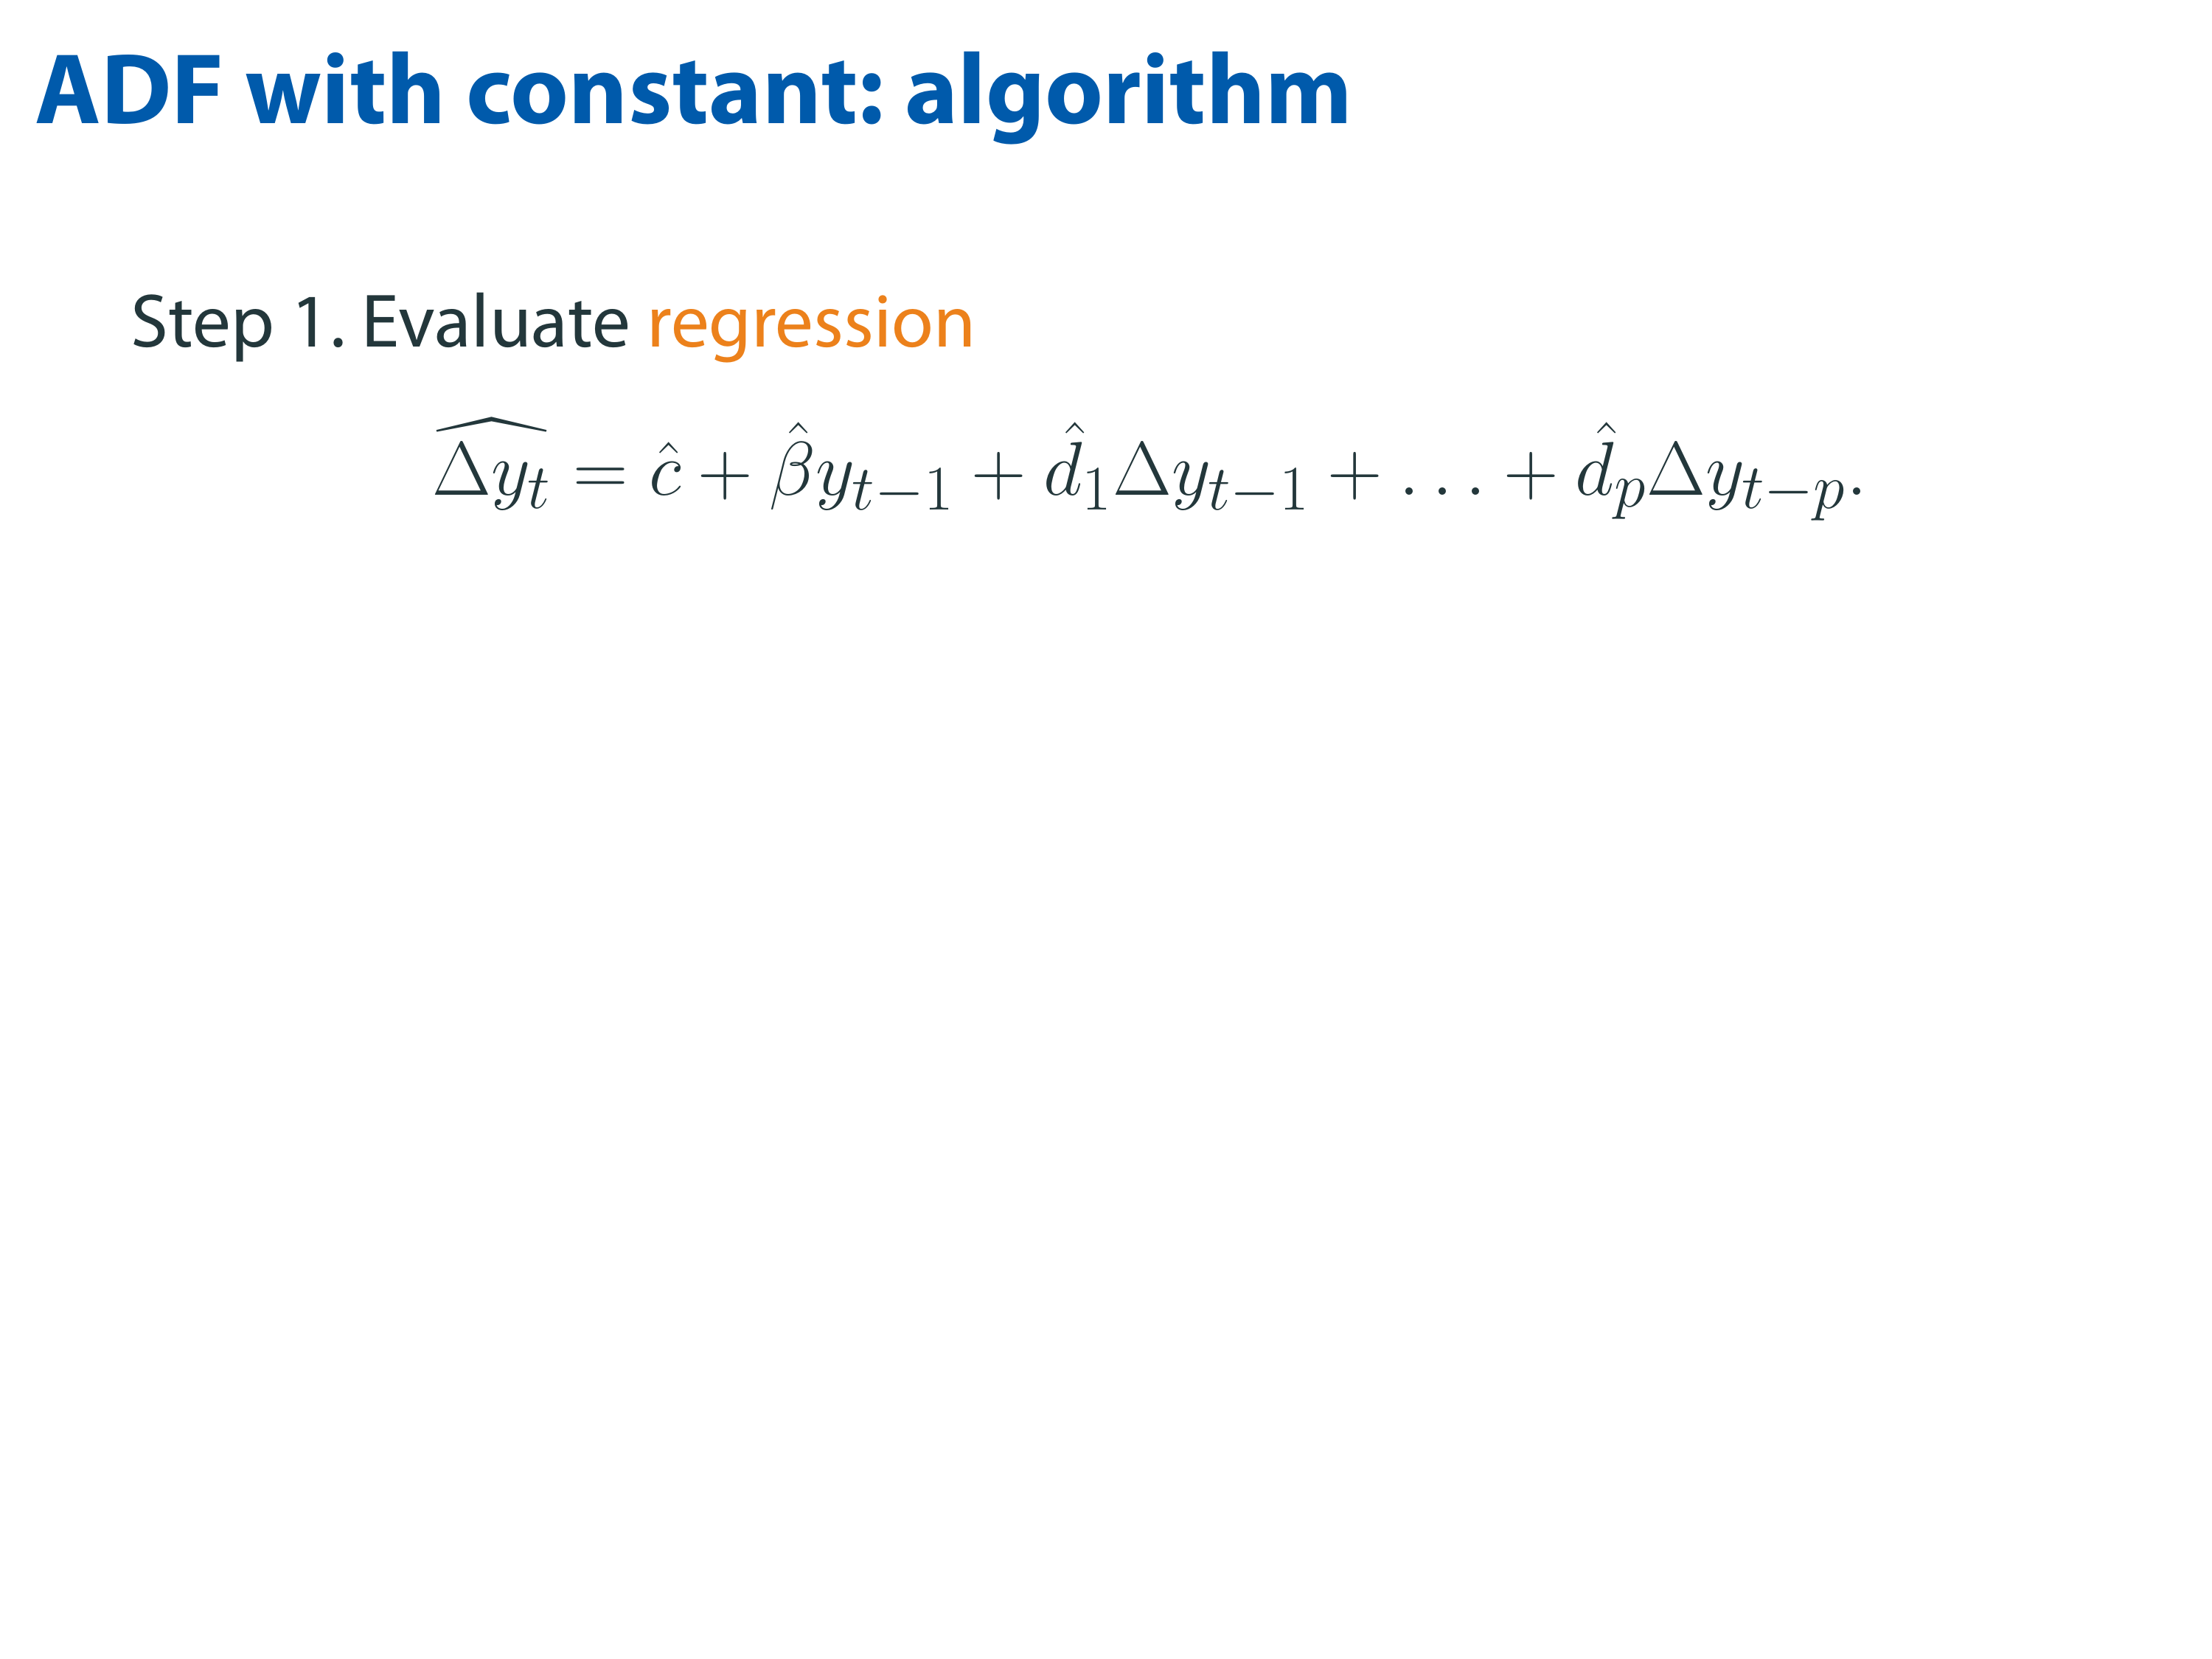 ADF with constant: algorithm
Step 1. Evaluate regression
$\widehat{\Delta y_t} = \hat{c} + \hat{\beta} y_{t-1} + \hat{d}_1 \Delta y_{t-1} + \ldots + \hat{d}_p \Delta y_{t-p}.$